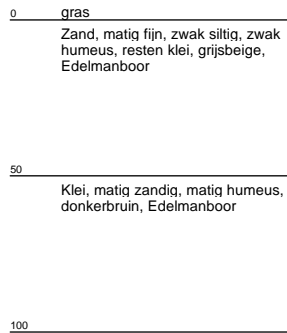 0 gras
Zand, matig fijn, zwak siltig, zwak
humeus, resten klei, grijsbeige,
Edelmanboor
50
Klei, matig zandig, matig humeus,
donkerbruin, Edelmanboor
100